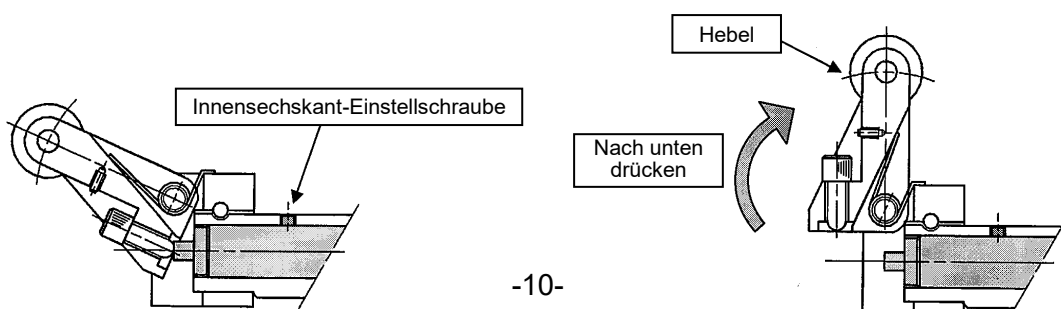 Hebel
Innensechskant-Einstellschraube
Nach unten
drücken
-10-